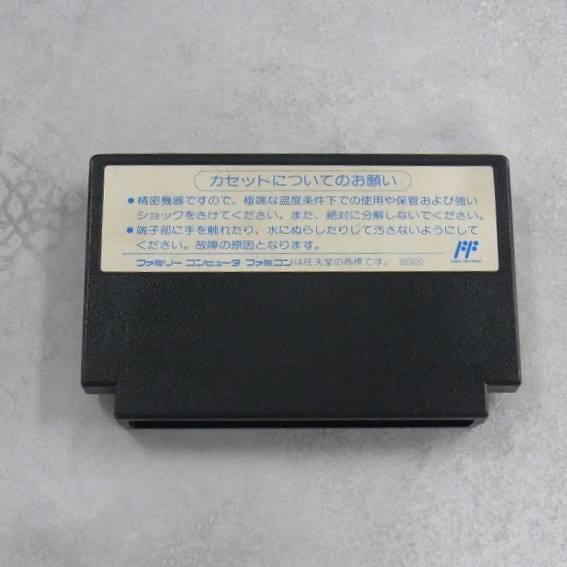 カセットについてのお願い
●精密機器ですので、極端な温度条件下での使用や保管および強い
ショックをさけてください。また、絶対に分解しないでください。
●端子部に手を触れたり、水にぬらしたりして汚さないようにして
ください。故障の原因となります。
ファミリーコンピュータ・ファミコンは任天堂の商標です。